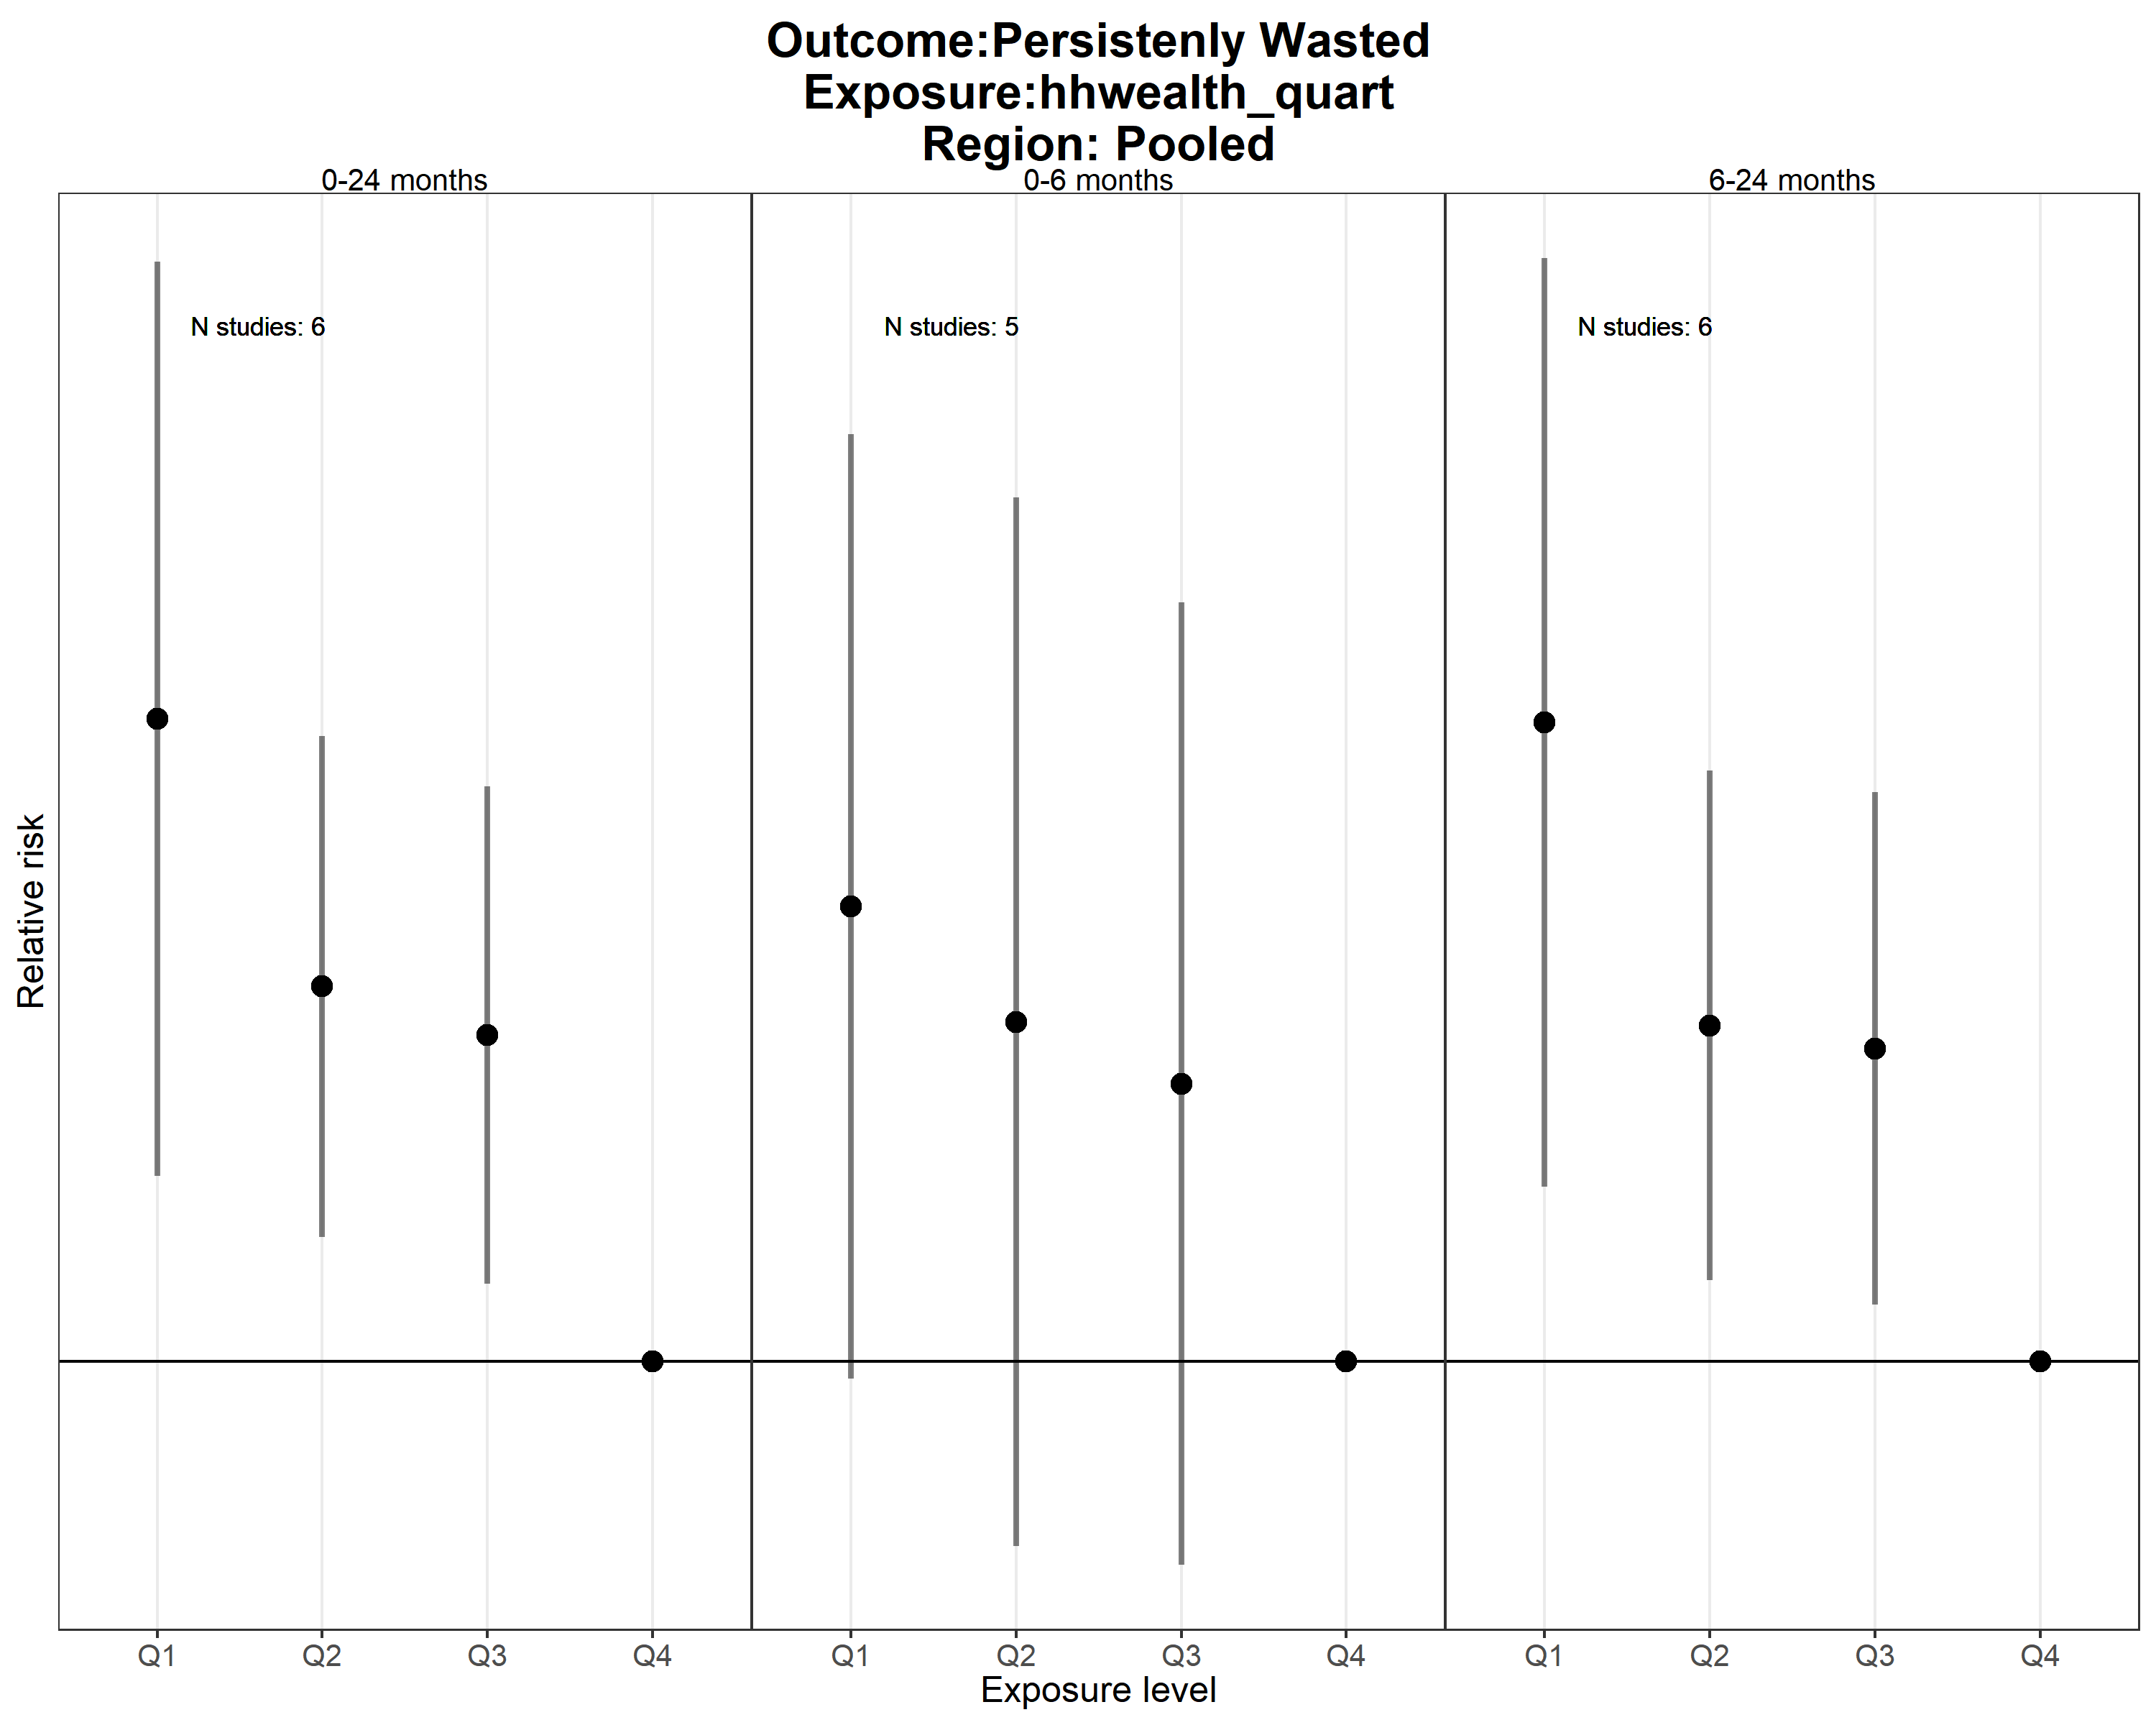 Outcome:Persistenly Wasted
Exposure:hhwealth_quart
Region: Pooled
0-24 months
0-6 months
6-24 months
N studies: 6
N studies: 5
N studies: 6
Relative risk
Q1 Q2 Q3 Q4 Q1 Q2 Q3 Q4 Q1 Q2 Q3 Q4
Exposure level